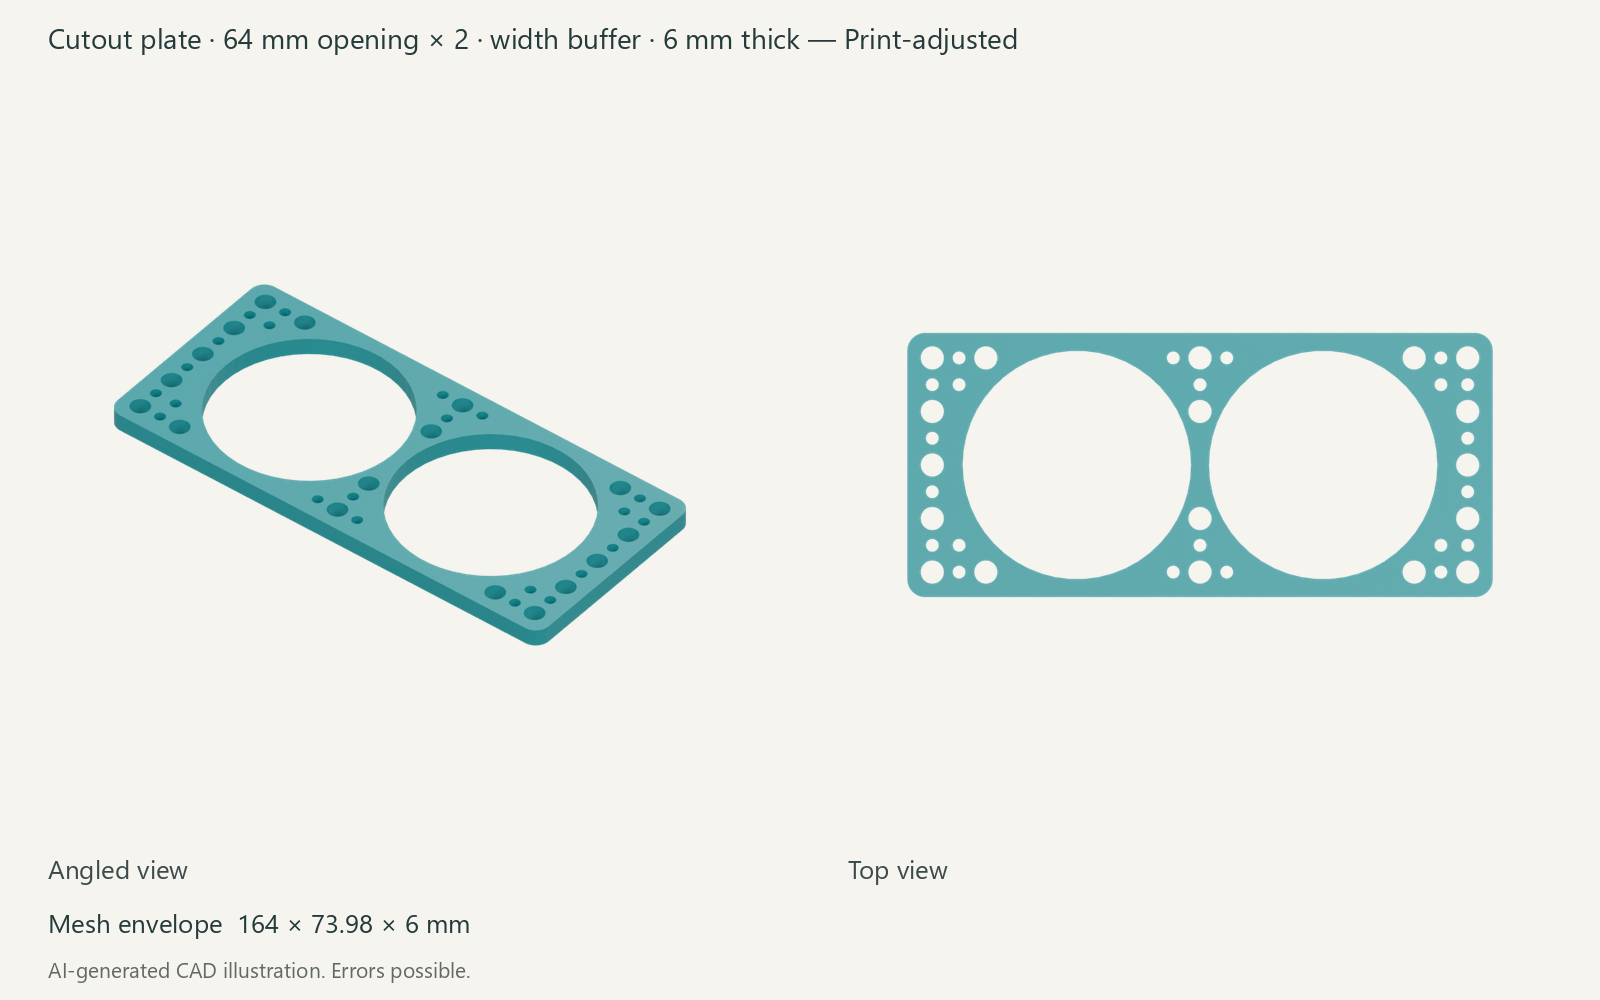 Cutout plate · 64 mm opening × 2 · width buffer · 6 mm thick — Print-adjusted
Angled view
Top view
Mesh envelope 164 × 73.98 × 6 mm
AI-generated CAD illustration. Errors possible.